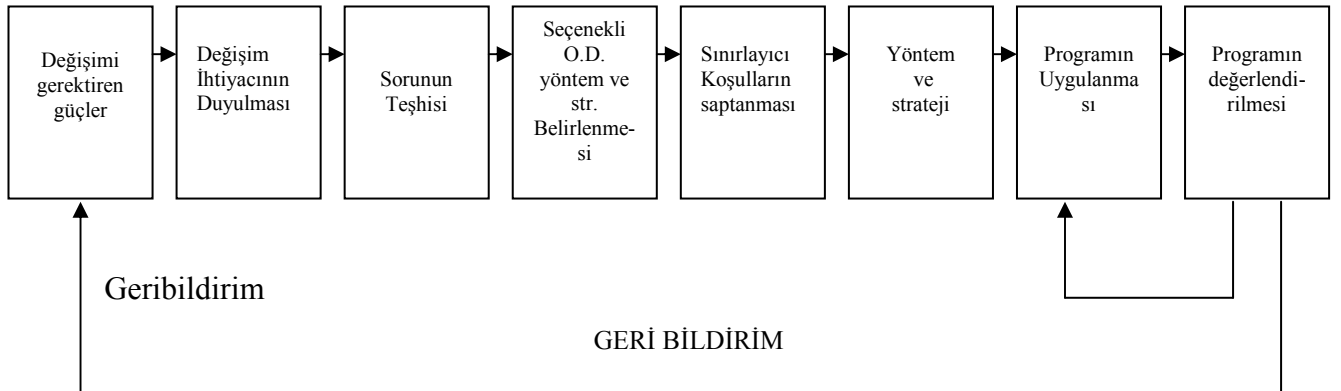 Değişimi
gerektiren
güçler
Değişim
İhtiyacının
Duyulması
Sorunun
Teşhisi
Seçenekli
O.D.
yöntem ve
str.
Belirlenme-
si
Sınırlayıcı
Koşulların
saptanması
Yöntem
ve
strateji
Programın
Uygulanma
sı
Programın
değerlendi-
rilmesi
Geribildirim
GERİ BİLDİRİM